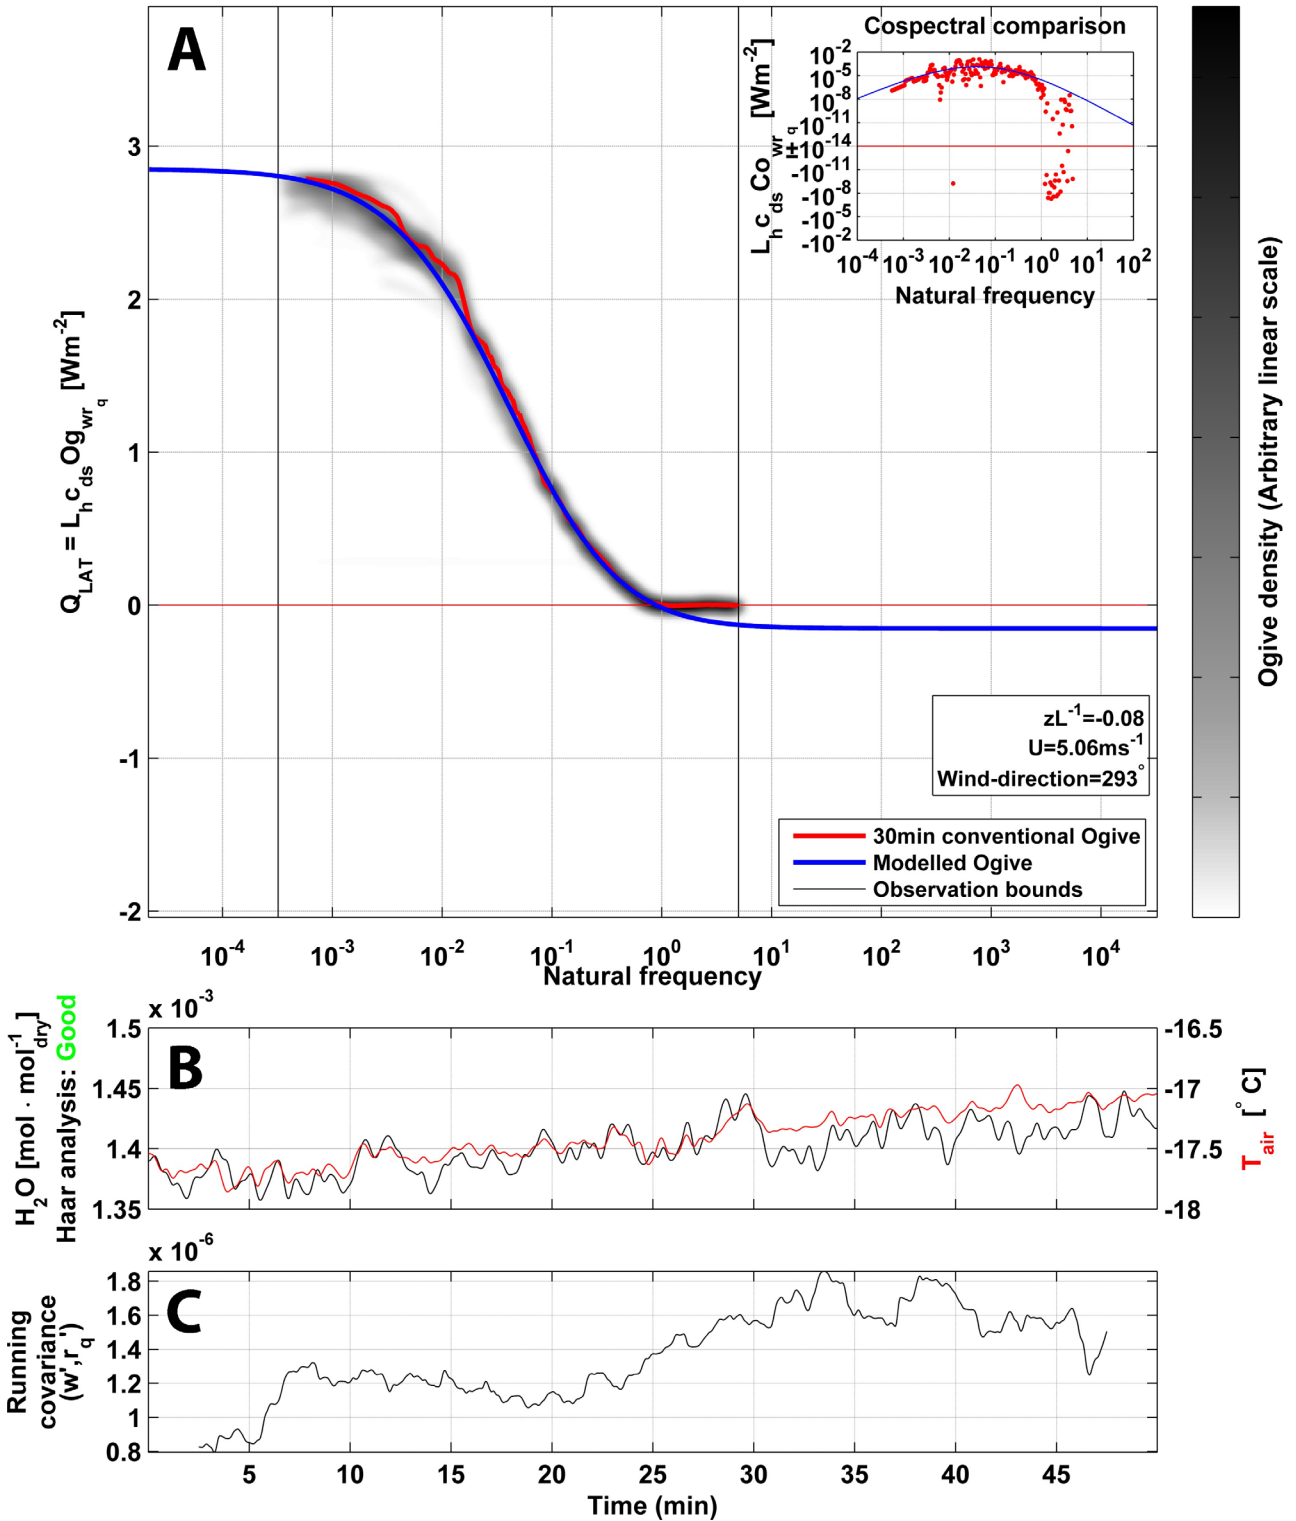 A
Cospectral comparison
L_h c_ds Co_wr_q [Wm^-2]
10^-2
10^-5
10^-8
10^-11
±10^-14
-10^-11
-10^-8
-10^-5
-10^-2
10^-4 10^-3 10^-2 10^-1 10^0 10^1 10^2
Natural frequency
Q_LAT = L_h c_ds Og_wr_q [Wm^-2]
3
2
1
0
-1
-2
zL^-1=-0.08
U=5.06ms^-1
Wind-direction=293°
30min conventional Ogive
Modelled Ogive
Observation bounds
10^-4 10^-3 10^-2 10^-1 10^0 10^1 10^2 10^3 10^4
Natural frequency
Ogive density (Arbitrary linear scale)
B
x 10^-3
H_2O [mol · mol_dry^-1]
Haar analysis: Good
1.5
1.45
1.4
1.35
-16.5
-17
-17.5
-18
T_air [°C]
C
x 10^-6
Running
covariance
(w',r_q')
1.8
1.6
1.4
1.2
1
0.8
5 10 15 20 25 30 35 40 45
Time (min)